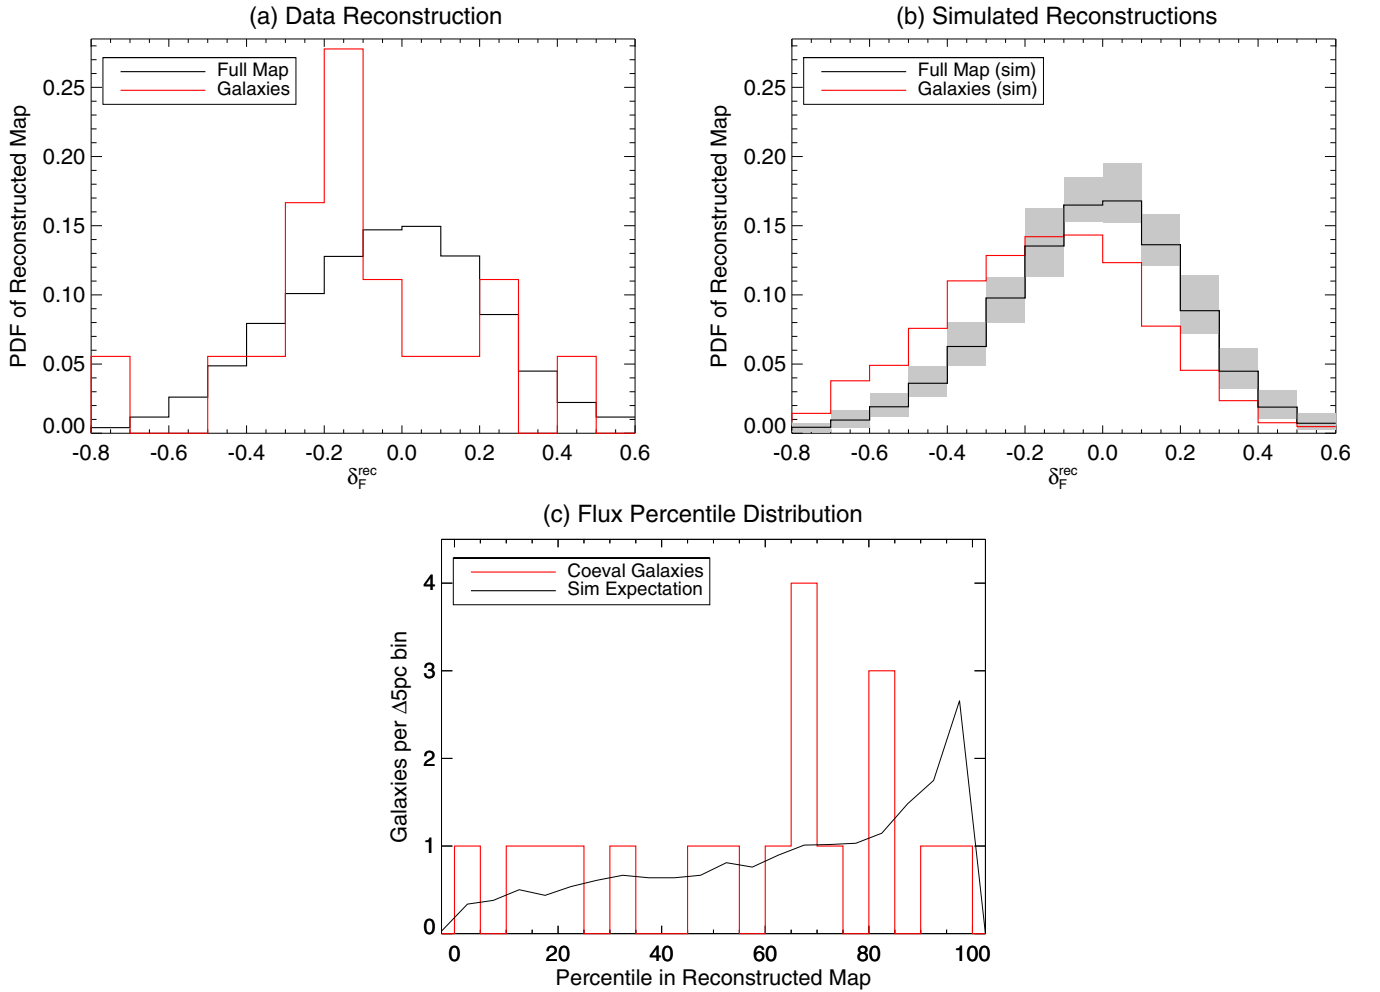 (a) Data Reconstruction
PDF of Reconstructed Map
0.25
0.20
0.15
0.10
0.05
0.00
Full Map
Galaxies
-0.8 -0.6 -0.4 -0.2 0.0 0.2 0.4 0.6
δ_F^rec
(b) Simulated Reconstructions
PDF of Reconstructed Map
0.25
0.20
0.15
0.10
0.05
0.00
Full Map (sim)
Galaxies (sim)
-0.8 -0.6 -0.4 -0.2 0.0 0.2 0.4 0.6
δ_F^rec
(c) Flux Percentile Distribution
Galaxies per Δ5pc bin
4
3
2
1
0
Coeval Galaxies
Sim Expectation
0 20 40 60 80 100
Percentile in Reconstructed Map